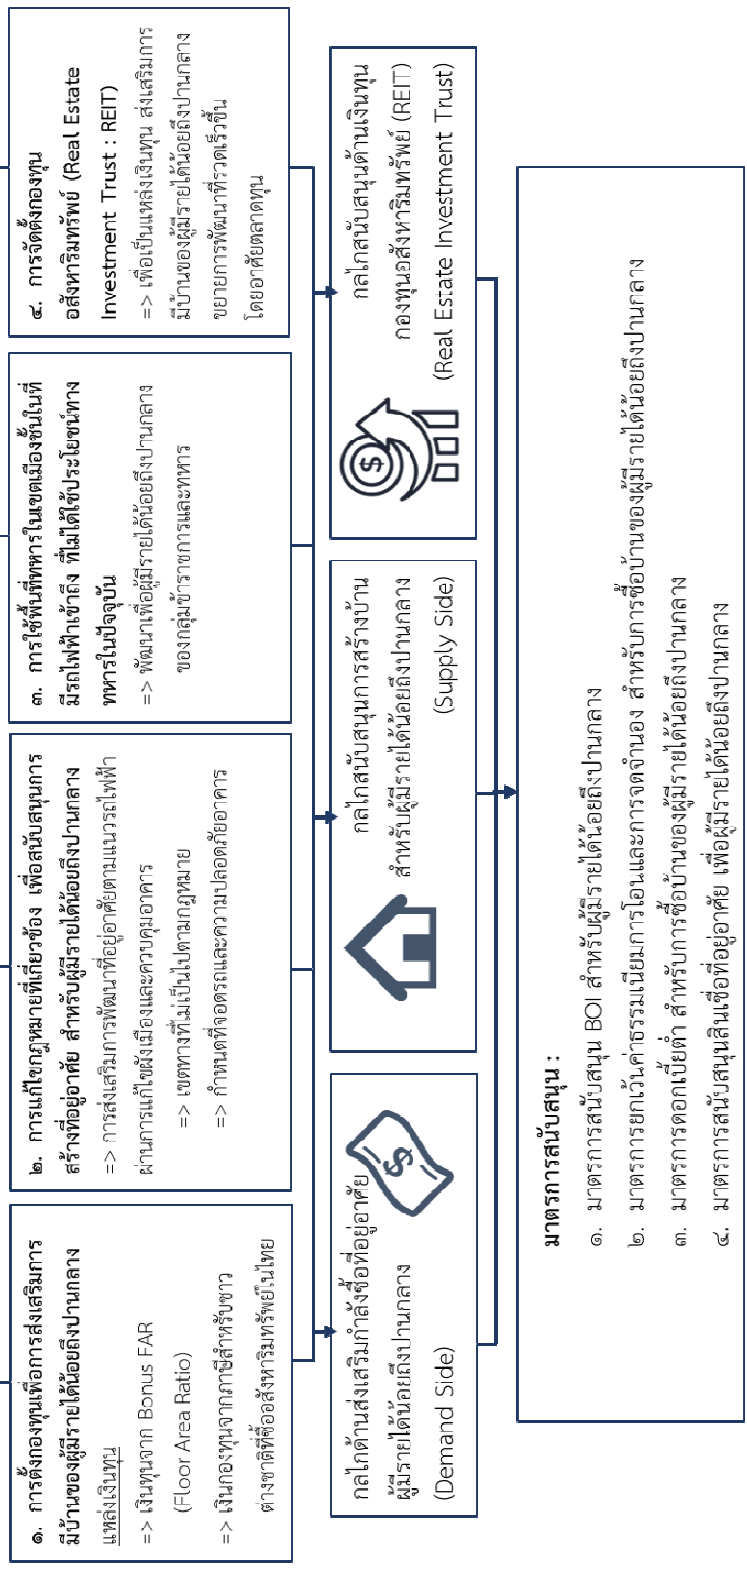 ๑. การตั้งกองทุนเพื่อการส่งเสริมการ
มีบ้านของผู้มีรายได้น้อยถึงปานกลาง
แหล่งเงินทุน
=> เงินทุนจาก Bonus FAR
(Floor Area Ratio)
=> เงินกองทุนจากภาษีสำหรับชาว
ต่างชาติที่ซื้ออสังหาริมทรัพย์ในไทย
๒. การแก้ไขกฎหมายที่เกี่ยวข้อง เพื่อสนับสนุนการ
สร้างที่อยู่อาศัย สำหรับผู้มีรายได้น้อยถึงปานกลาง
=> การส่งเสริมการพัฒนาที่อยู่อาศัยตามแนวรถไฟฟ้า
ผ่านการแก้ไขผังเมืองและควบคุมอาคาร
=> เขตทางที่ไม่เป็นไปตามกฎหมาย
=> กำหนดที่จอดรถและความปลอดภัยอาคาร
๓. การใช้พื้นที่ทหารในเขตเมืองชั้นในที่
มีรถไฟฟ้าเข้าถึง ที่ไม่ได้ใช้ประโยชน์ทาง
ทหารในปัจจุบัน
=> พัฒนาเพื่อผู้มีรายได้น้อยถึงปานกลาง
ของกลุ่มข้าราชการและทหาร
๔. การจัดตั้งกองทุน
อสังหาริมทรัพย์ (Real Estate
Investment Trust : REIT)
=> เพื่อเป็นแหล่งเงินทุน ส่งเสริมการ
มีบ้านของผู้มีรายได้น้อยถึงปานกลาง
ขยายการพัฒนาที่รวดเร็วขึ้น
โดยอาศัยตลาดทุน
กลไกด้านส่งเสริมกำลังซื้อที่อยู่อาศัย
ผู้มีรายได้น้อยถึงปานกลาง
(Demand Side)
กลไกสนับสนุนการสร้างบ้าน
สำหรับผู้มีรายได้น้อยถึงปานกลาง
(Supply Side)
กลไกสนับสนุนด้านเงินทุน
กองทุนอสังหาริมทรัพย์ (REIT)
(Real Estate Investment Trust)
มาตรการสนับสนุน :
๑. มาตรการสนับสนุน BOI สำหรับผู้มีรายได้น้อยถึงปานกลาง
๒. มาตรการยกเว้นค่าธรรมเนียมการโอนและการจดจำนอง สำหรับการซื้อบ้านของผู้มีรายได้น้อยถึงปานกลาง
๓. มาตรการดอกเบี้ยต่ำ สำหรับการซื้อบ้านของผู้มีรายได้น้อยถึงปานกลาง
๔. มาตรการสนับสนุนสินเชื่อที่อยู่อาศัย เพื่อผู้มีรายได้น้อยถึงปานกลาง